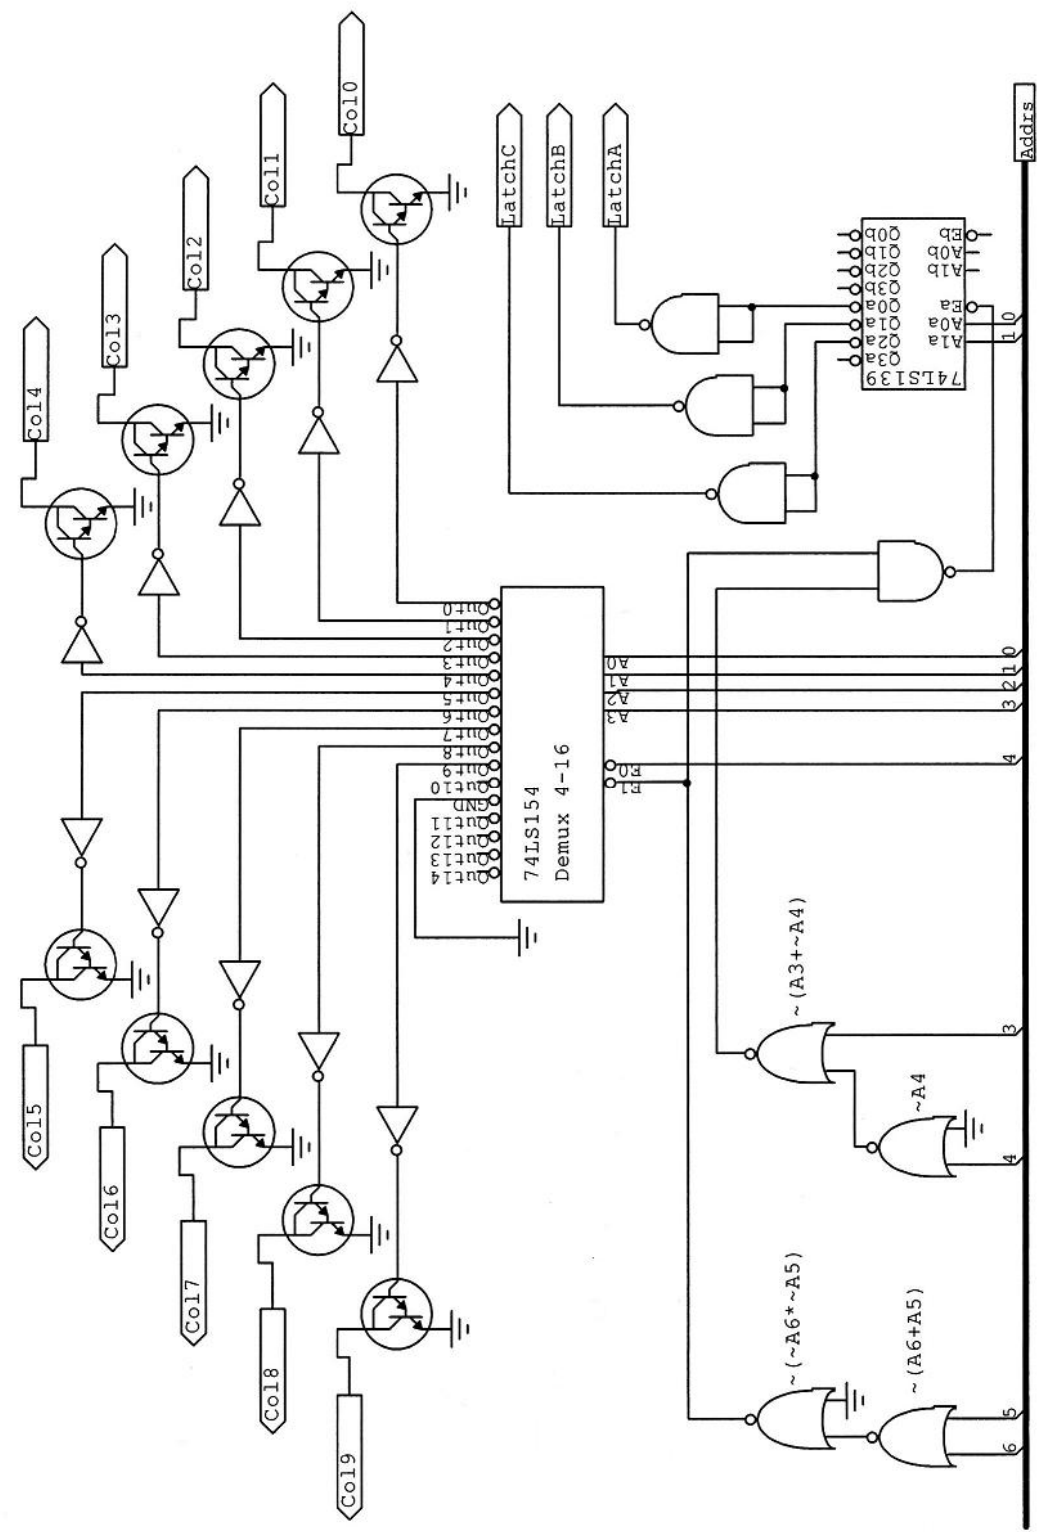 Col0
Col1
Col2
Col3
Col4
LatchC
LatchB
LatchA
Addrs
Q0b
Q1b
Q2b
Q3b
Q0a
Q1a
Q2a
Q3a
Eb
A0b
A1b
Ea
A0a
A1a
74LS139
0
1
Out0
Out1
Out2
Out3
Out4
Out5
Out6
Out7
Out8
Out9
Out10
GND
Out11
Out12
Out13
Out14
A0
A1
A2
A3
E0
E1
74LS154
Demux 4-16
0
1
2
3
4
~(A3+~A4)
3
~A4
4
~(~A6*~A5)
~(A6+A5)
5
6
Col5
Col6
Col7
Col8
Col9